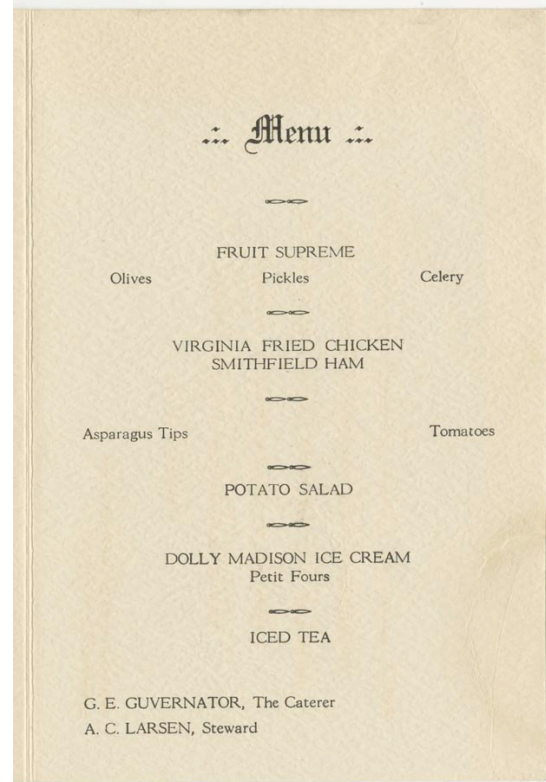 Menu
FRUIT SUPREME
Olives Pickles Celery
VIRGINIA FRIED CHICKEN
SMITHFIELD HAM
Asparagus Tips Tomatoes
POTATO SALAD
DOLLY MADISON ICE CREAM
Petit Fours
ICED TEA
G. E. GUVERNATOR, The Caterer
A. C. LARSEN, Steward